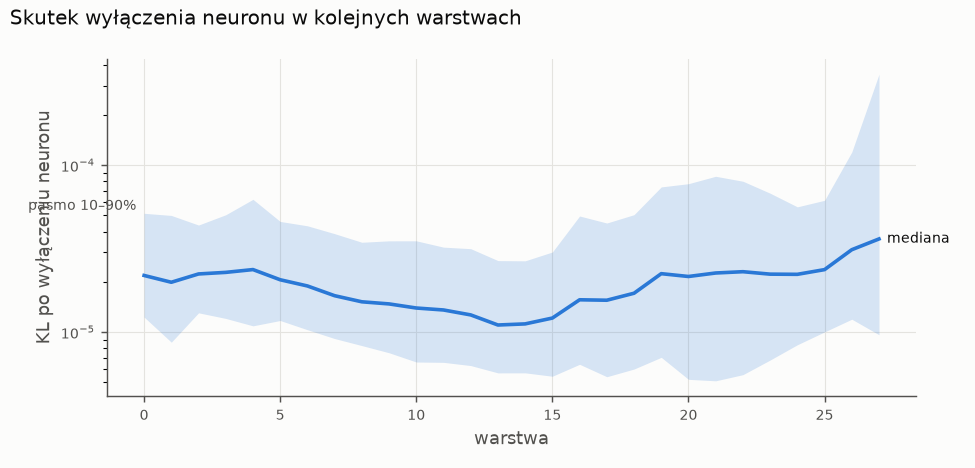 Skutek wyłączenia neuronu w kolejnych warstwach
KL po wyłączeniu neuronu
10⁻⁴
pasmo 10–90%
mediana
10⁻⁵
0 5 10 15 20 25
warstwa